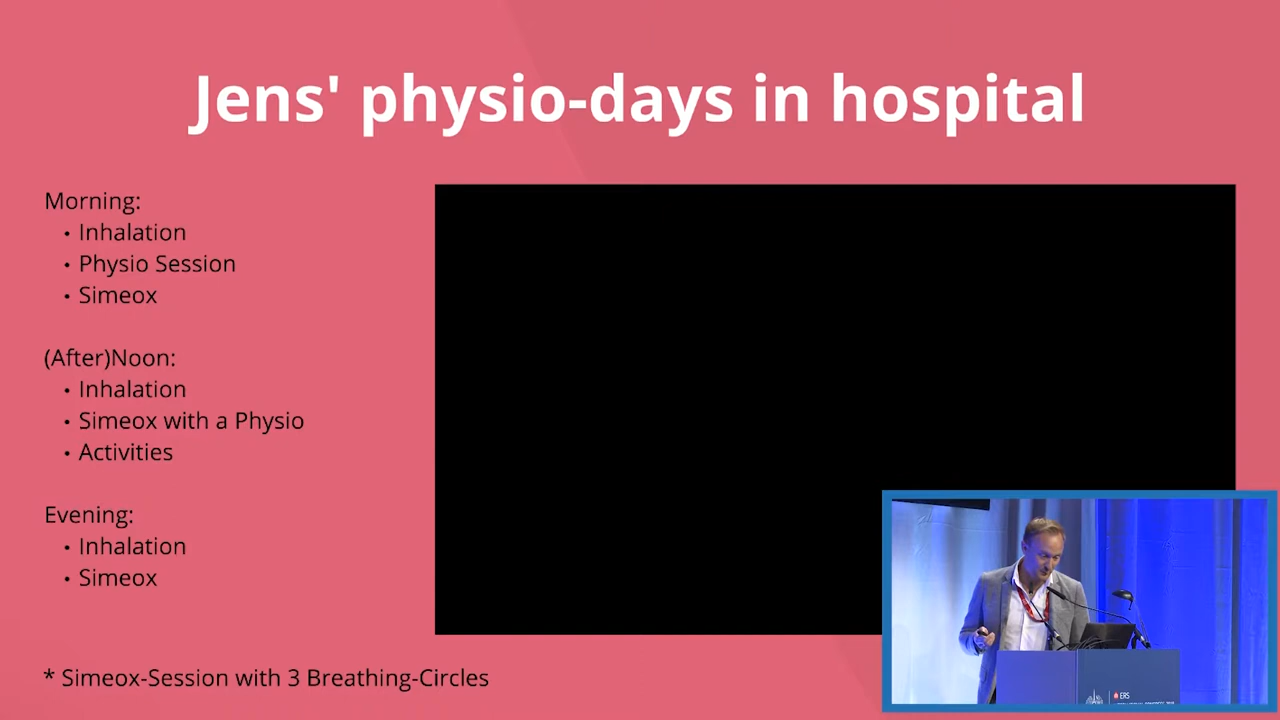 Jens' physio-days in hospital
Morning:
• Inhalation
• Physio Session
• Simeox
(After)Noon:
• Inhalation
• Simeox with a Physio
• Activities
Evening:
• Inhalation
• Simeox
* Simeox-Session with 3 Breathing-Circles
ERS